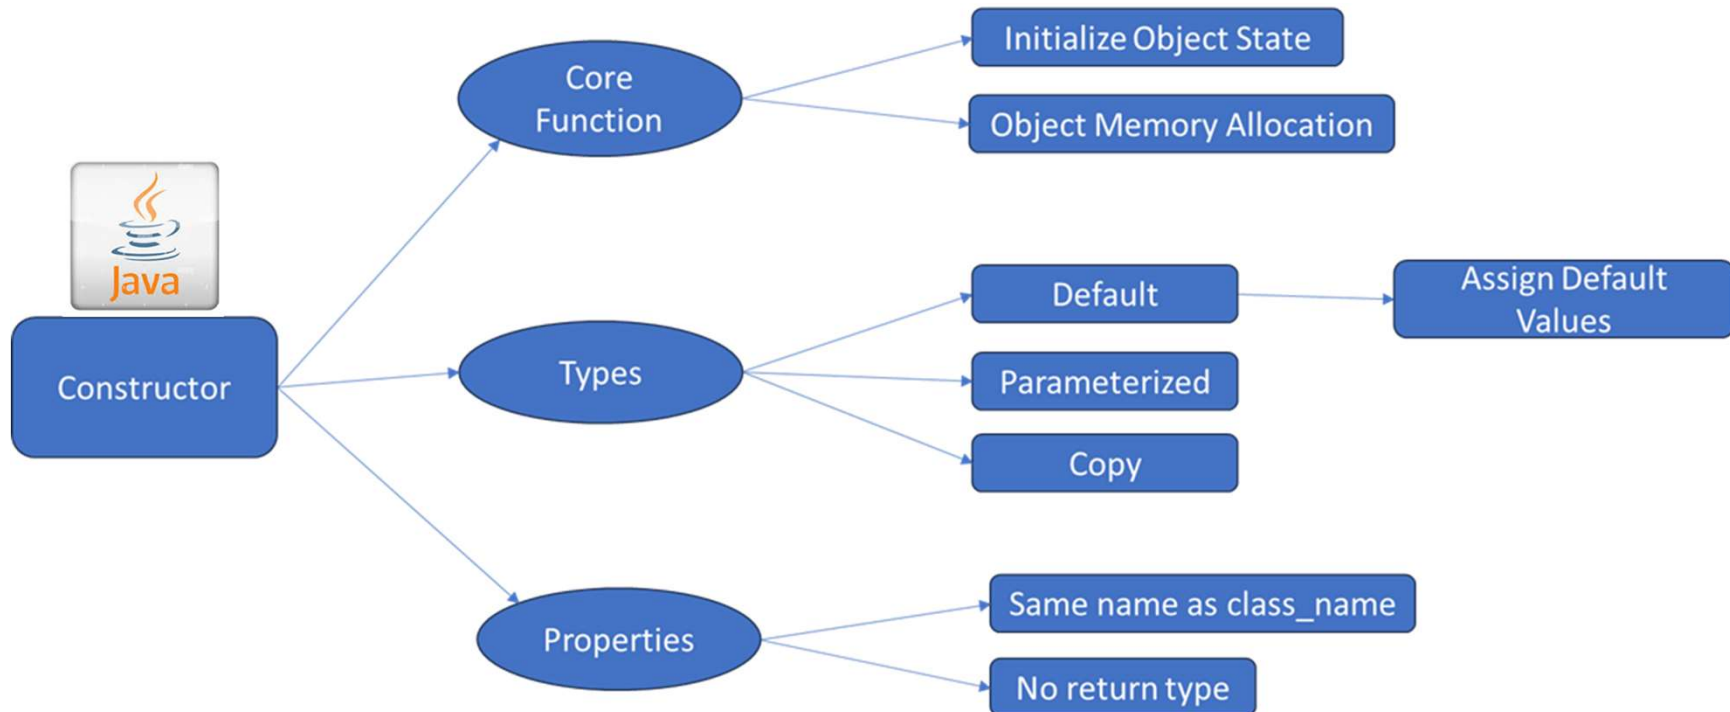 Java
Constructor
Core
Function
Initialize Object State
Object Memory Allocation
Types
Default
Assign Default
Values
Parameterized
Copy
Properties
Same name as class_name
No return type